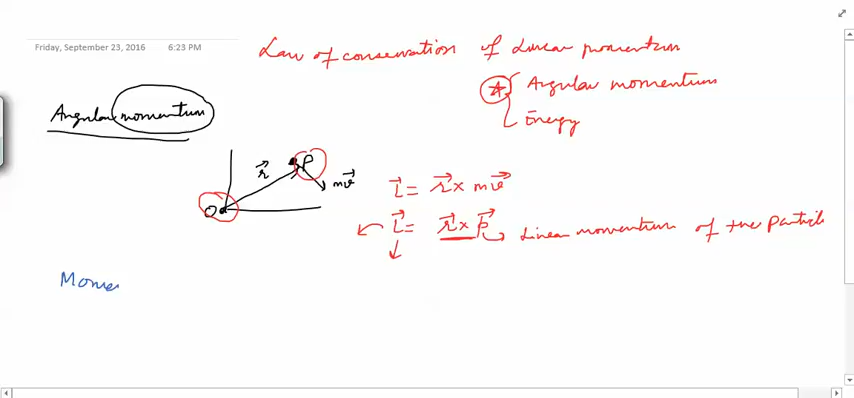 Friday, September 23, 2016 6:23 PM
Law of conservation of Linear momentum
Angular momentum
Energy
Angular momentum
r⃗ P
mv⃗
O
L⃗ = r⃗ × mv⃗
L⃗ = r⃗ × P⃗ → Linear momentum of the particle
Mome